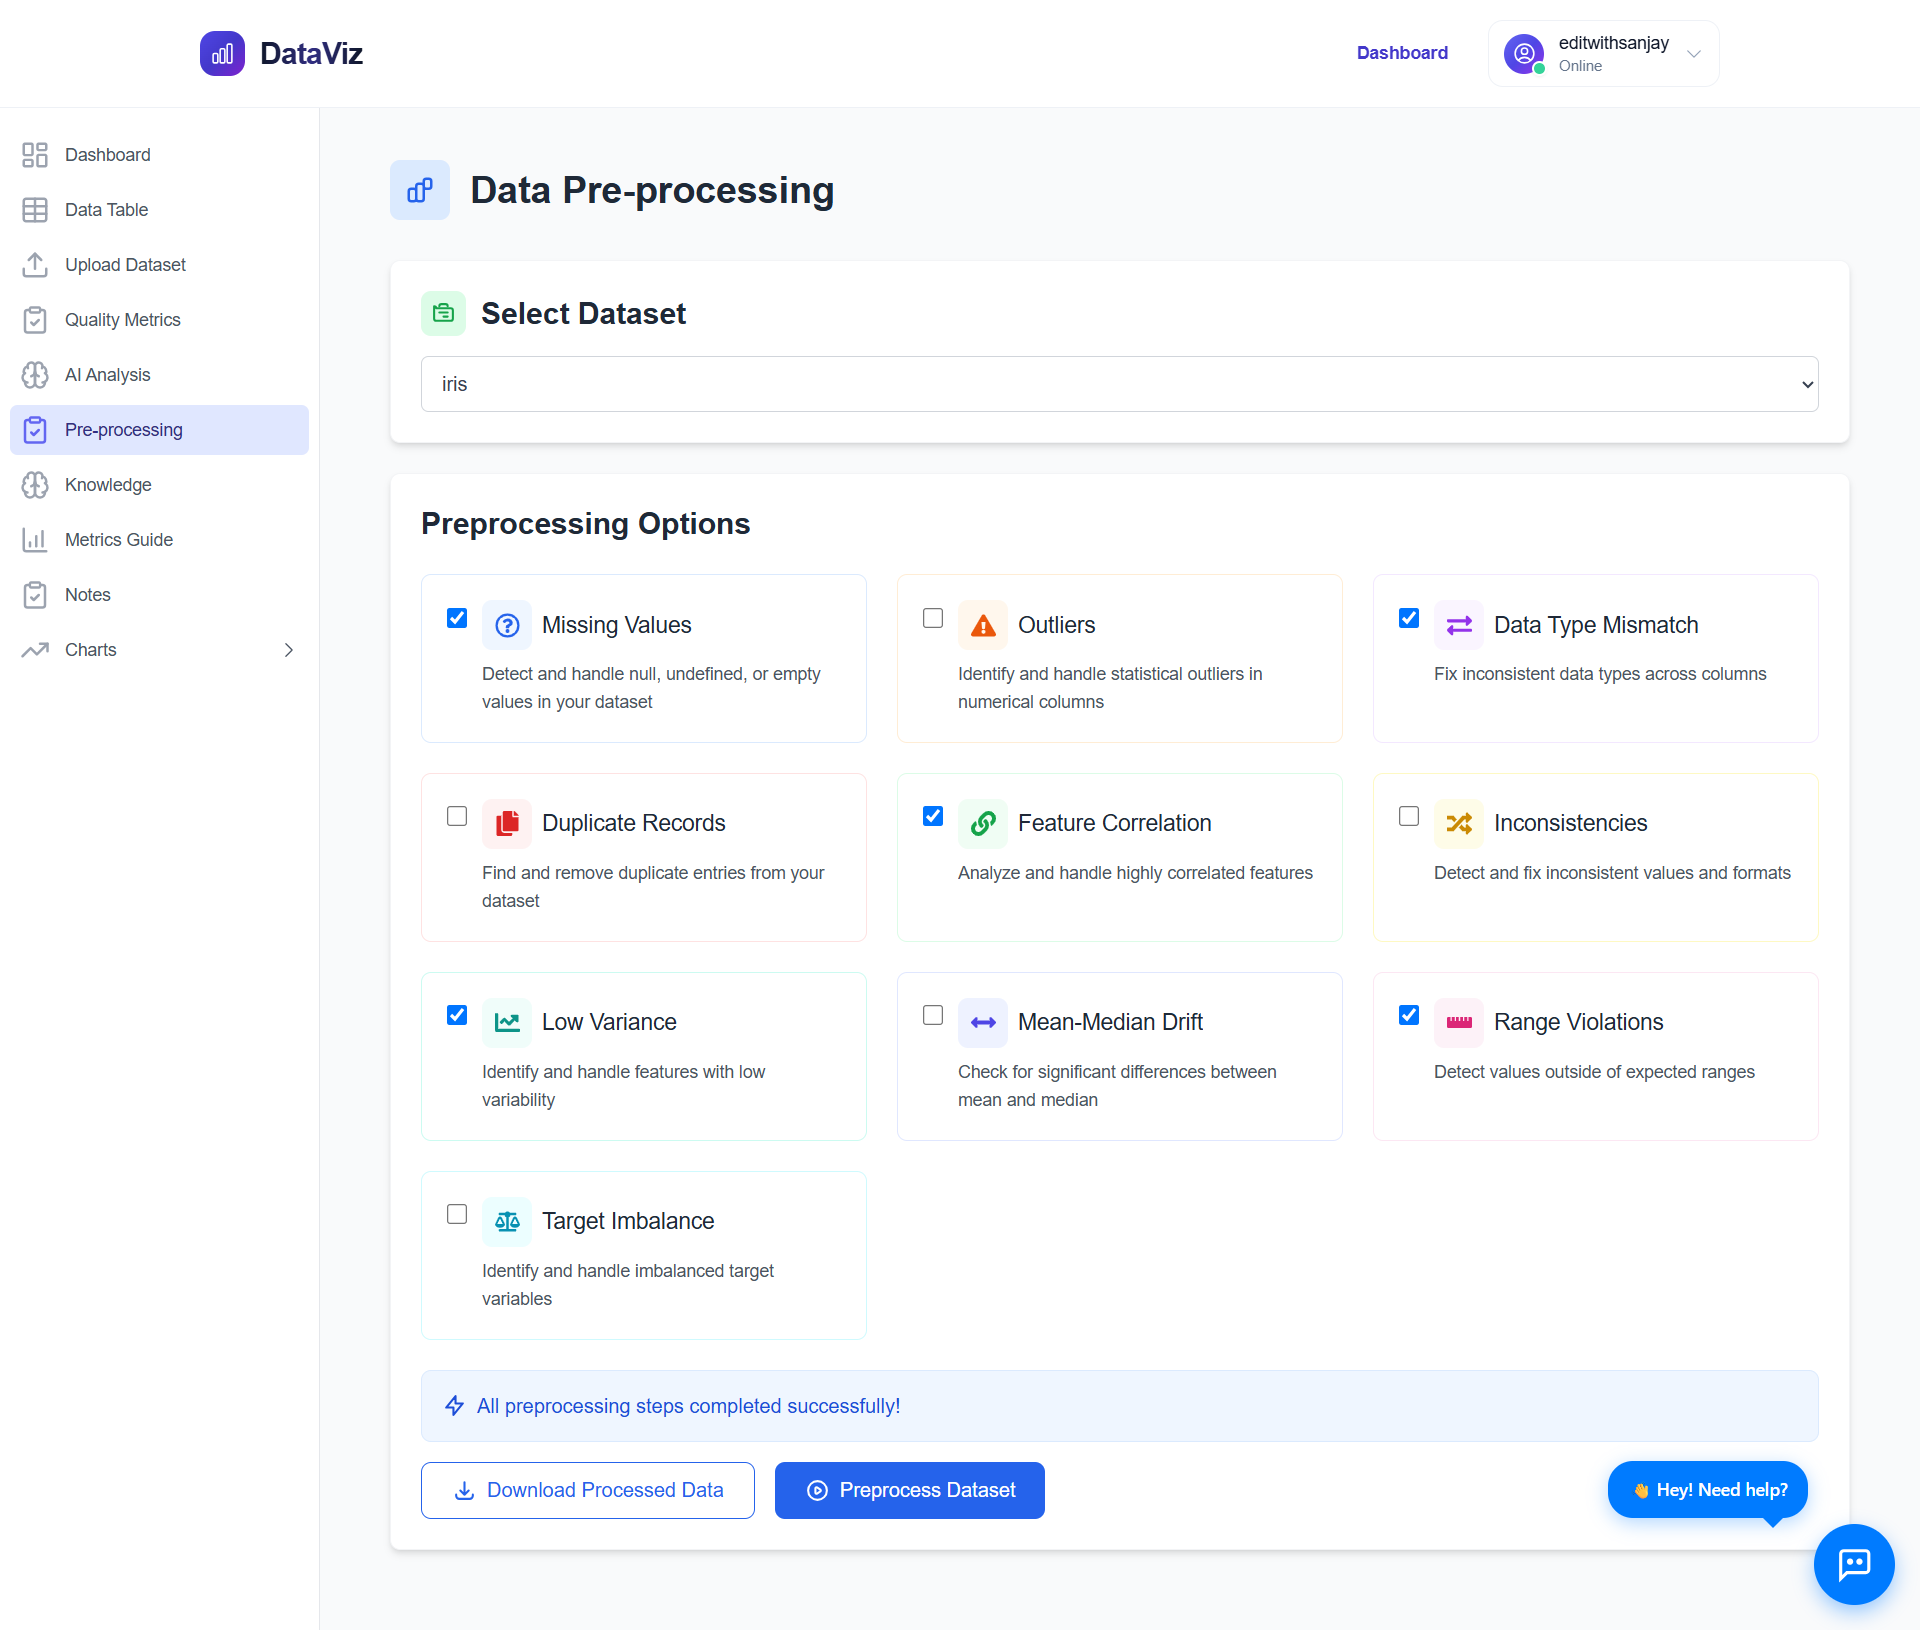 DataViz
Dashboard
editwithsanjay
Online
Dashboard
Data Table
Upload Dataset
Quality Metrics
AI Analysis
Pre-processing
Knowledge
Metrics Guide
Notes
Charts
Data Pre-processing
Select Dataset
iris
Preprocessing Options
Missing Values
Detect and handle null, undefined, or empty
values in your dataset
Outliers
Identify and handle statistical outliers in
numerical columns
Data Type Mismatch
Fix inconsistent data types across columns
Duplicate Records
Find and remove duplicate entries from your
dataset
Feature Correlation
Analyze and handle highly correlated features
Inconsistencies
Detect and fix inconsistent values and formats
Low Variance
Identify and handle features with low
variability
Mean-Median Drift
Check for significant differences between
mean and median
Range Violations
Detect values outside of expected ranges
Target Imbalance
Identify and handle imbalanced target
variables
All preprocessing steps completed successfully!
Download Processed Data
Preprocess Dataset
👋 Hey! Need help?